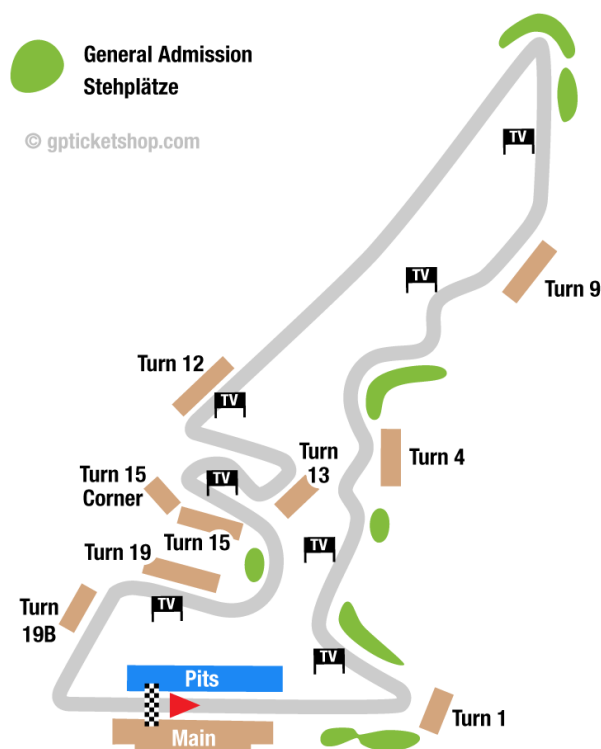 General Admission
Stehplätze
© gpticketshop.com
TV
TV
Turn 9
Turn 12
TV
Turn
13
Turn 4
Turn 15
Corner
TV
Turn 15
TV
Turn 19
TV
Turn
19B
TV
Pits
Turn 1
Main